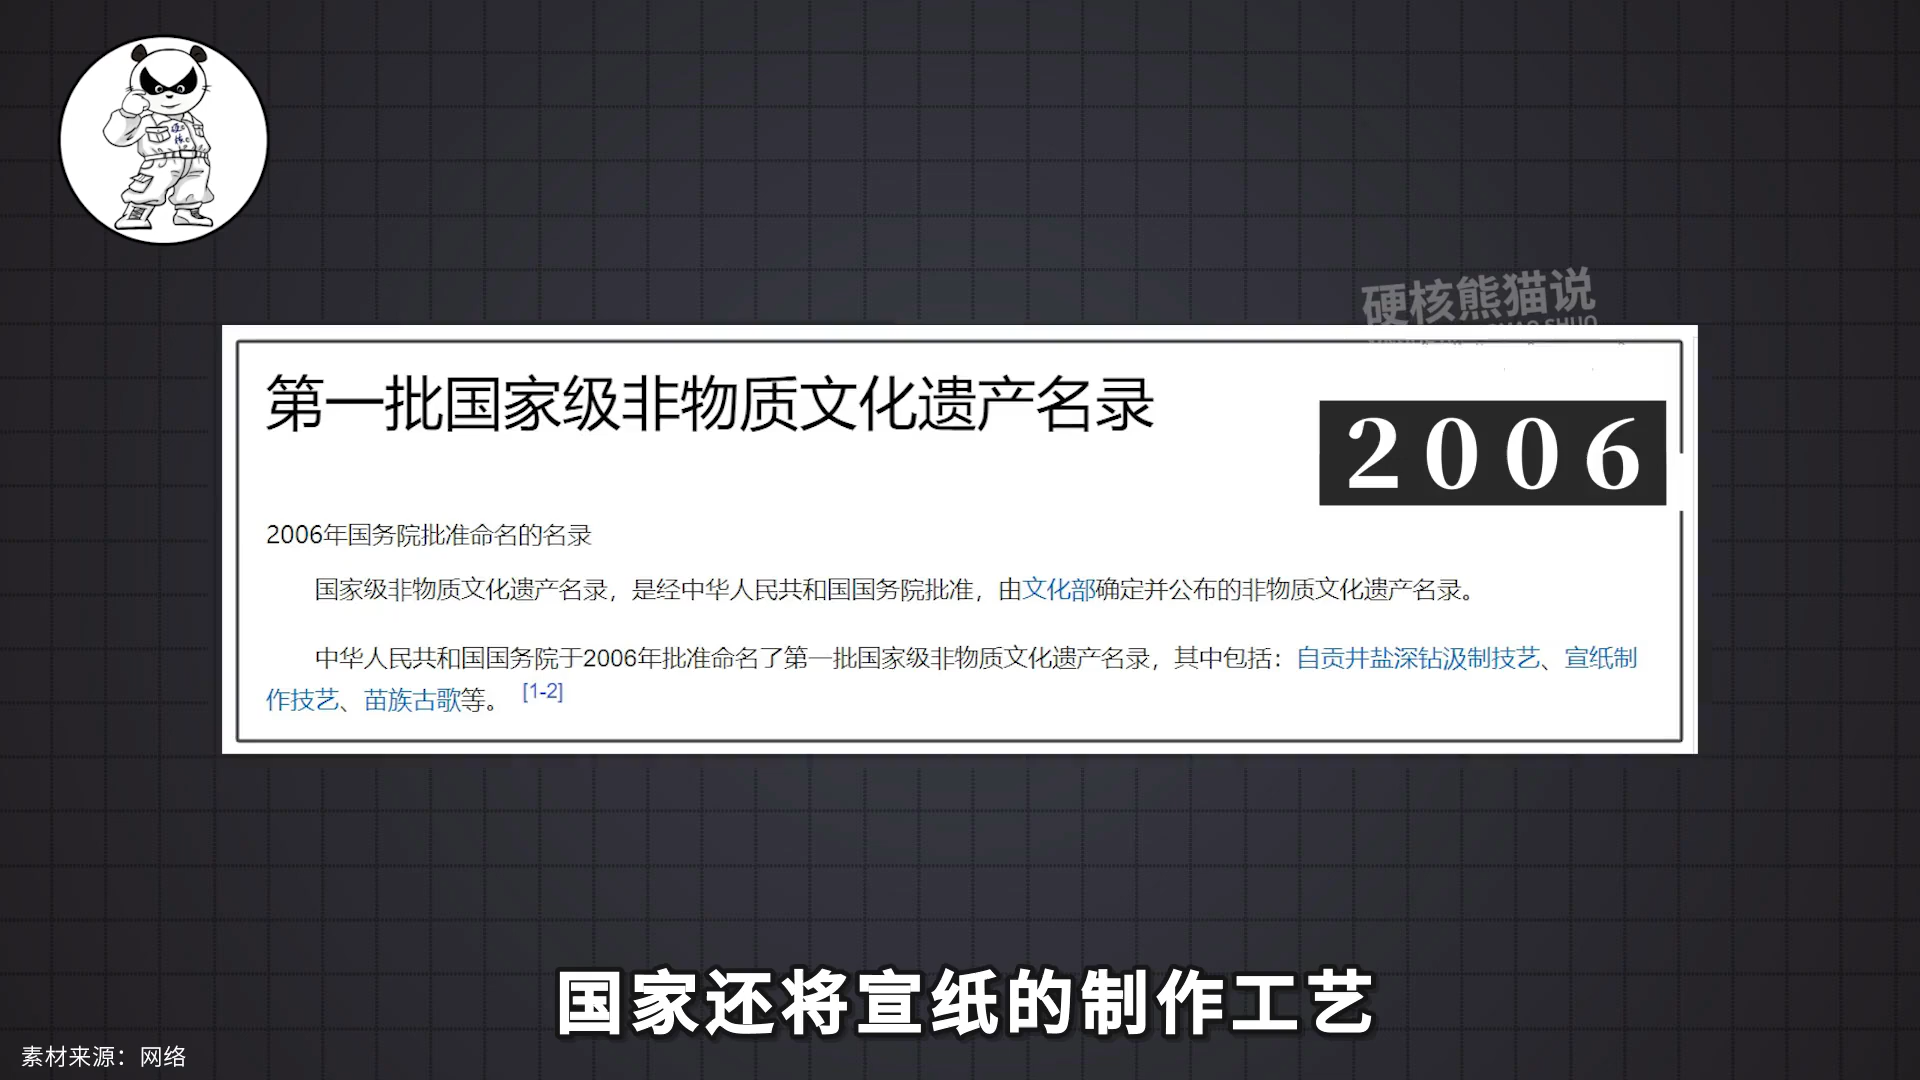 硬核熊猫说
第一批国家级非物质文化遗产名录
2006
2006年国务院批准命名的名录
国家级非物质文化遗产名录，是经中华人民共和国国务院批准，由文化部确定并公布的非物质文化遗产名录。
中华人民共和国国务院于2006年批准命名了第一批国家级非物质文化遗产名录，其中包括：自贡井盐深钻汲制技艺、宣纸制
作技艺、苗族古歌等。 [1-2]
国家还将宣纸的制作工艺
素材来源：网络